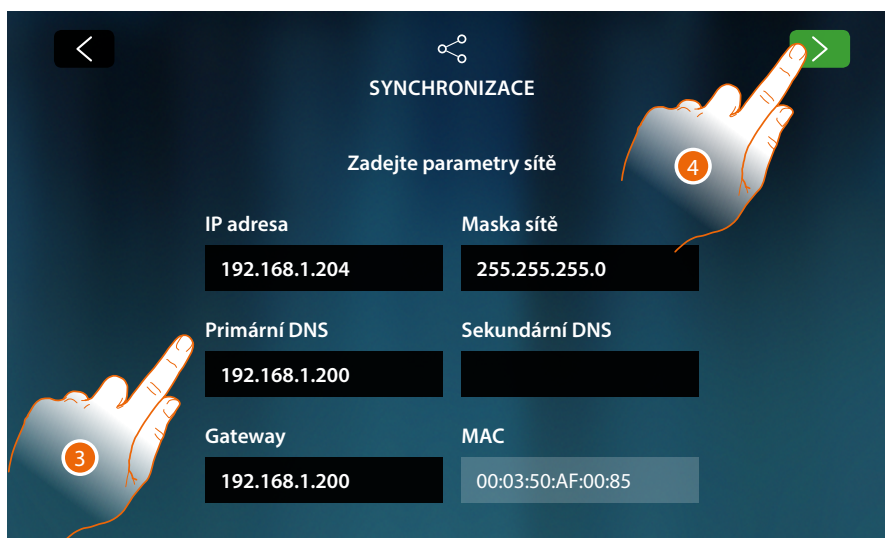 SYNCHRONIZACE
Zadejte parametry sítě
4
IP adresa
Maska sítě
192.168.1.204
255.255.255.0
Primární DNS
Sekundární DNS
192.168.1.200
Gateway
MAC
3
192.168.1.200
00:03:50:AF:00:85